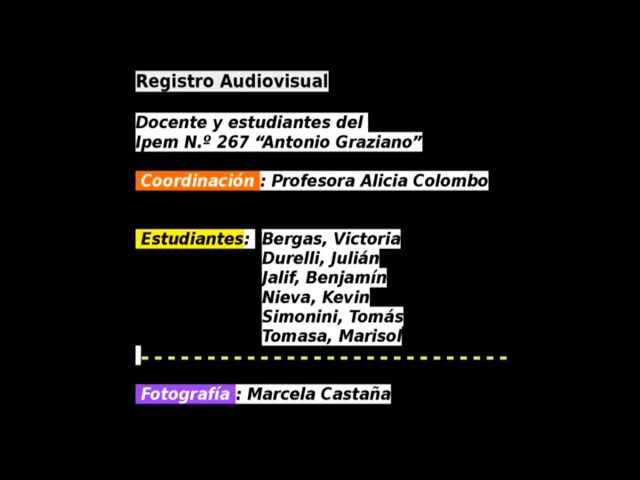 Registro Audiovisual
Docente y estudiantes del
Ipem N.º 267 “Antonio Graziano”
Coordinación : Profesora Alicia Colombo
Estudiantes: Bergas, Victoria
Durelli, Julián
Jalif, Benjamín
Nieva, Kevin
Simonini, Tomás
Tomasa, Marisol
- - - - - - - - - - - - - - - - - - - - - - - - - - - -
Fotografía : Marcela Castaña